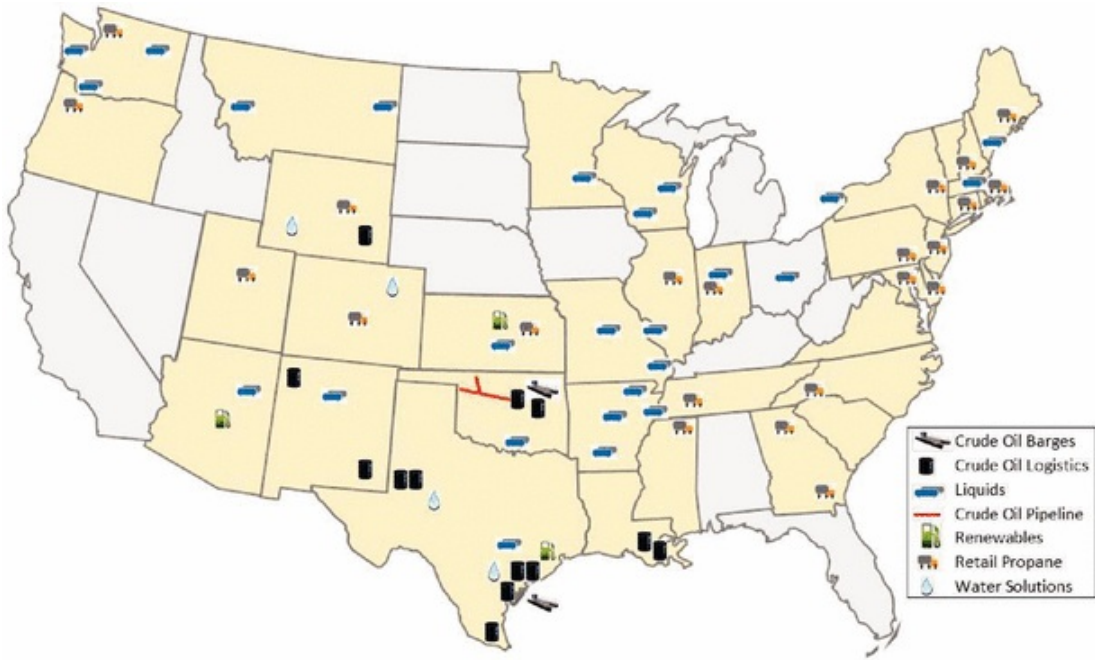 Crude Oil Barges
Crude Oil Logistics
Liquids
Crude Oil Pipeline
Renewables
Retail Propane
Water Solutions